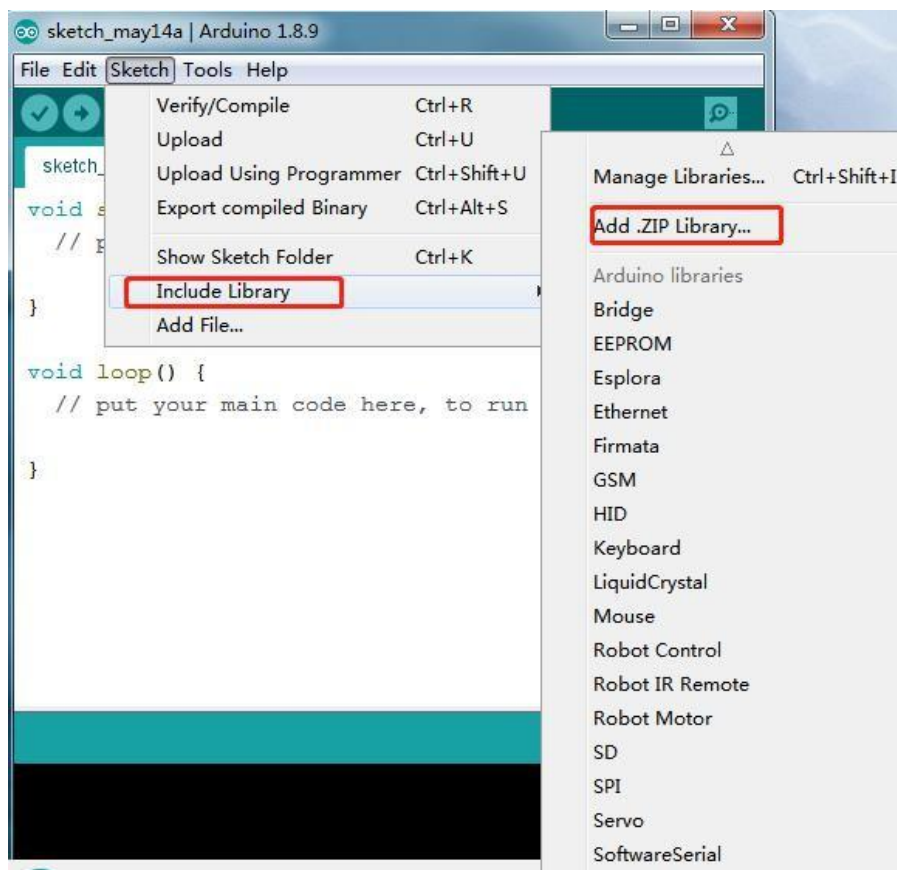 sketch_may14a | Arduino 1.8.9
File Edit Sketch Tools Help
Verify/Compile Ctrl+R
Upload Ctrl+U
Upload Using Programmer Ctrl+Shift+U
Export compiled Binary Ctrl+Alt+S
Show Sketch Folder Ctrl+K
Include Library
Add File...
Manage Libraries... Ctrl+Shift+I
Add .ZIP Library...
Arduino libraries
Bridge
EEPROM
Esplora
Ethernet
Firmata
GSM
HID
Keyboard
LiquidCrystal
Mouse
Robot Control
Robot IR Remote
Robot Motor
SD
SPI
Servo
SoftwareSerial
sketch_
void s
// p
}
void loop() {
// put your main code here, to run
}